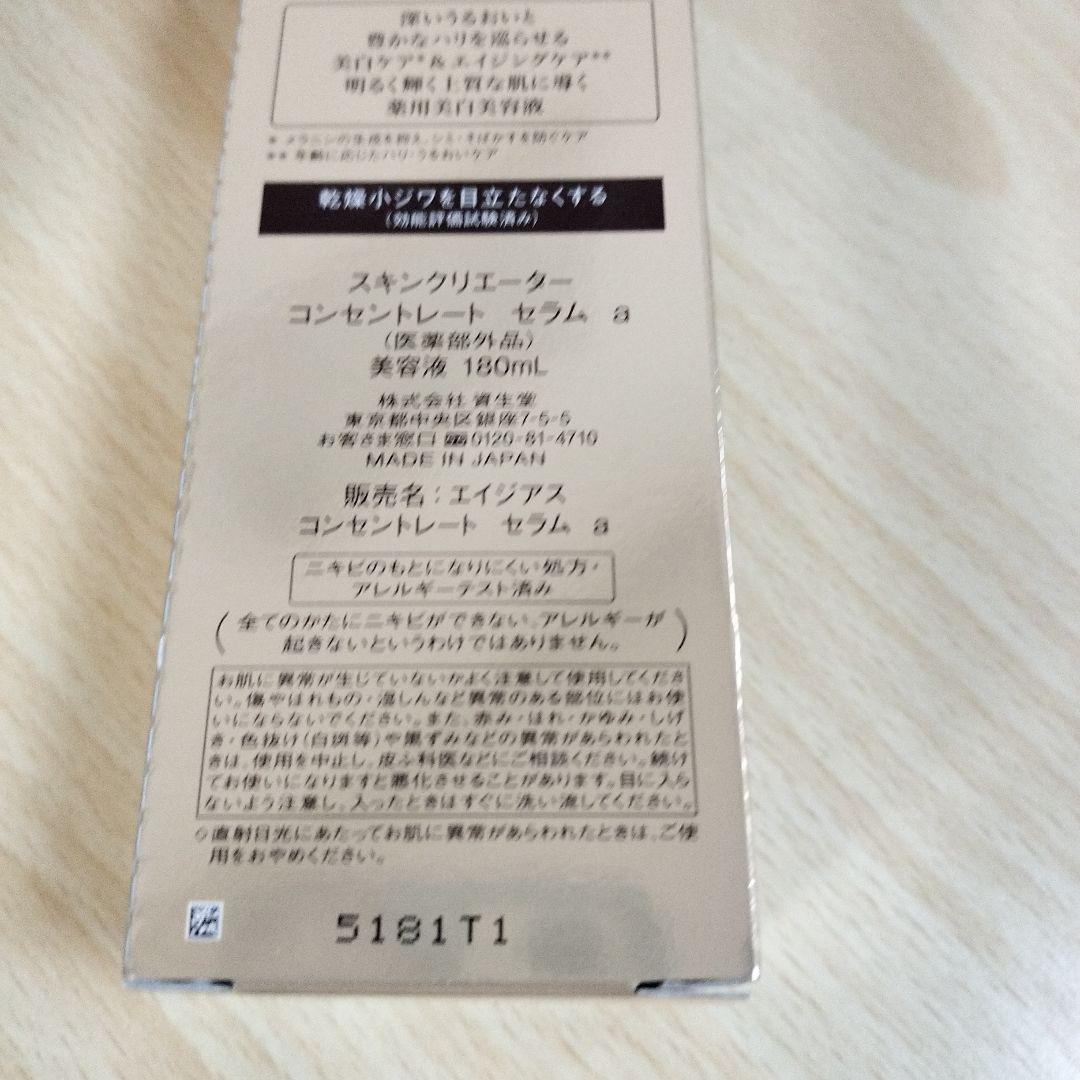 深いうるおいと
豊かなハリを巡らせる
美白ケア*&エイジングケア**
明るく輝く上質な肌に導く
薬用美白美容液
* メラニンの生成を抑え、シミ・そばかすを防ぐケア
** 年齢に応じたハリ・うるおいケア
乾燥小ジワを目立たなくする
(効能評価試験済み)
スキンクリエーター
コンセントレート セラム a
(医薬部外品)
美容液 180mL
株式会社 資生堂
東京都中央区銀座7-5-5
お客さま窓口 0120-81-4710
MADE IN JAPAN
販売名:エイジアス
コンセントレート セラム a
ニキビのもとになりにくい処方・
アレルギーテスト済み
(全てのかたにニキビができない、アレルギーが
起きないというわけではありません。)
お肌に異常が生じていないかよく注意して使用してくださ
い。傷やはれもの・湿しんなど異常のある部位にはお使
いにならないでください。また、赤み・はれ・かゆみ・しげ
き・色抜け(白斑等)や黒ずみなどの異常があらわれたと
きは、使用を中止し、皮ふ科医などにご相談ください。続け
てお使いになりますと悪化させることがあります。目に入ら
ないよう注意し、入ったときはすぐに洗い流してください。
○直射日光にあたってお肌に異常があらわれたときは、ご使
用をおやめください。
5181T1